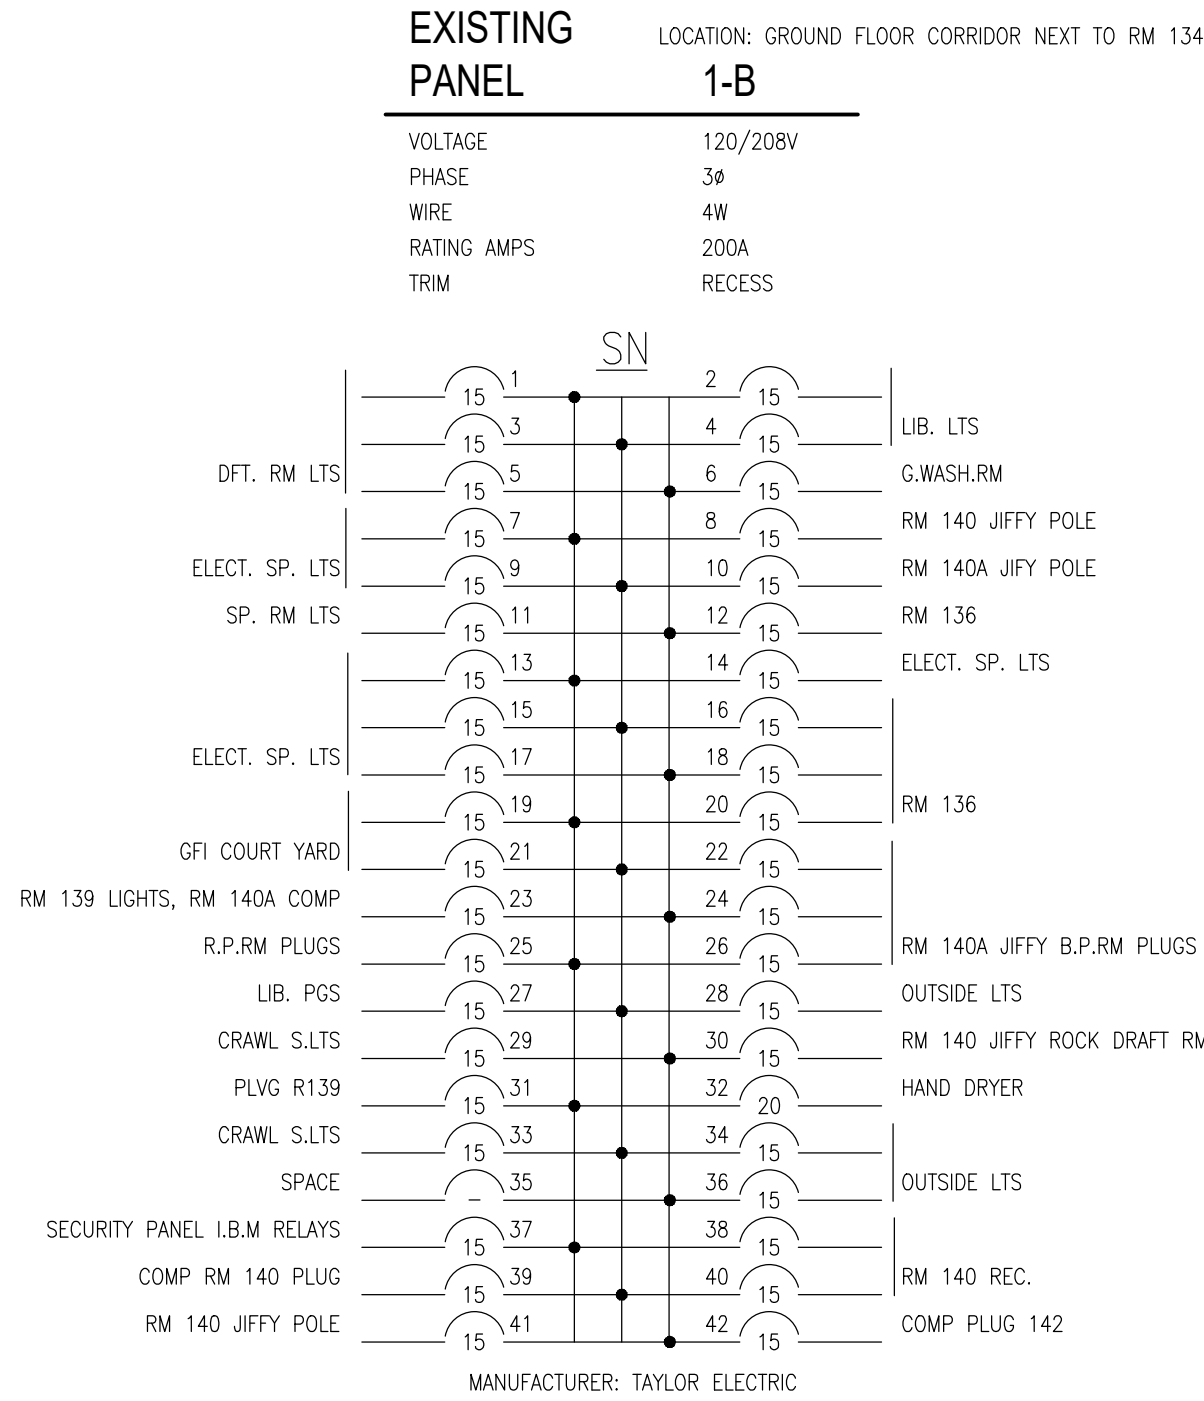 EXISTING
LOCATION: GROUND FLOOR CORRIDOR NEXT TO RM 134
PANEL 1-B
VOLTAGE 120/208V
PHASE 3ø
WIRE 4W
RATING AMPS 200A
TRIM RECESS
SN
15 1 2 15
15 3 4 15 LIB. LTS
DFT. RM LTS 15 5 6 15 G.WASH.RM
15 7 8 15 RM 140 JIFFY POLE
ELECT. SP. LTS 15 9 10 15 RM 140A JIFY POLE
SP. RM LTS 15 11 12 15 RM 136
15 13 14 15 ELECT. SP. LTS
15 15 16 15
ELECT. SP. LTS 15 17 18 15
15 19 20 15 RM 136
GFI COURT YARD 15 21 22 15
RM 139 LIGHTS, RM 140A COMP 15 23 24 15
R.P.RM PLUGS 15 25 26 15 RM 140A JIFFY B.P.RM PLUGS
LIB. PGS 15 27 28 15 OUTSIDE LTS
CRAWL S.LTS 15 29 30 15 RM 140 JIFFY ROCK DRAFT RM
PLVG R139 15 31 32 20 HAND DRYER
CRAWL S.LTS 15 33 34 15
SPACE - 35 36 15 OUTSIDE LTS
SECURITY PANEL I.B.M RELAYS 15 37 38 15
COMP RM 140 PLUG 15 39 40 15 RM 140 REC.
RM 140 JIFFY POLE 15 41 42 15 COMP PLUG 142
MANUFACTURER: TAYLOR ELECTRIC